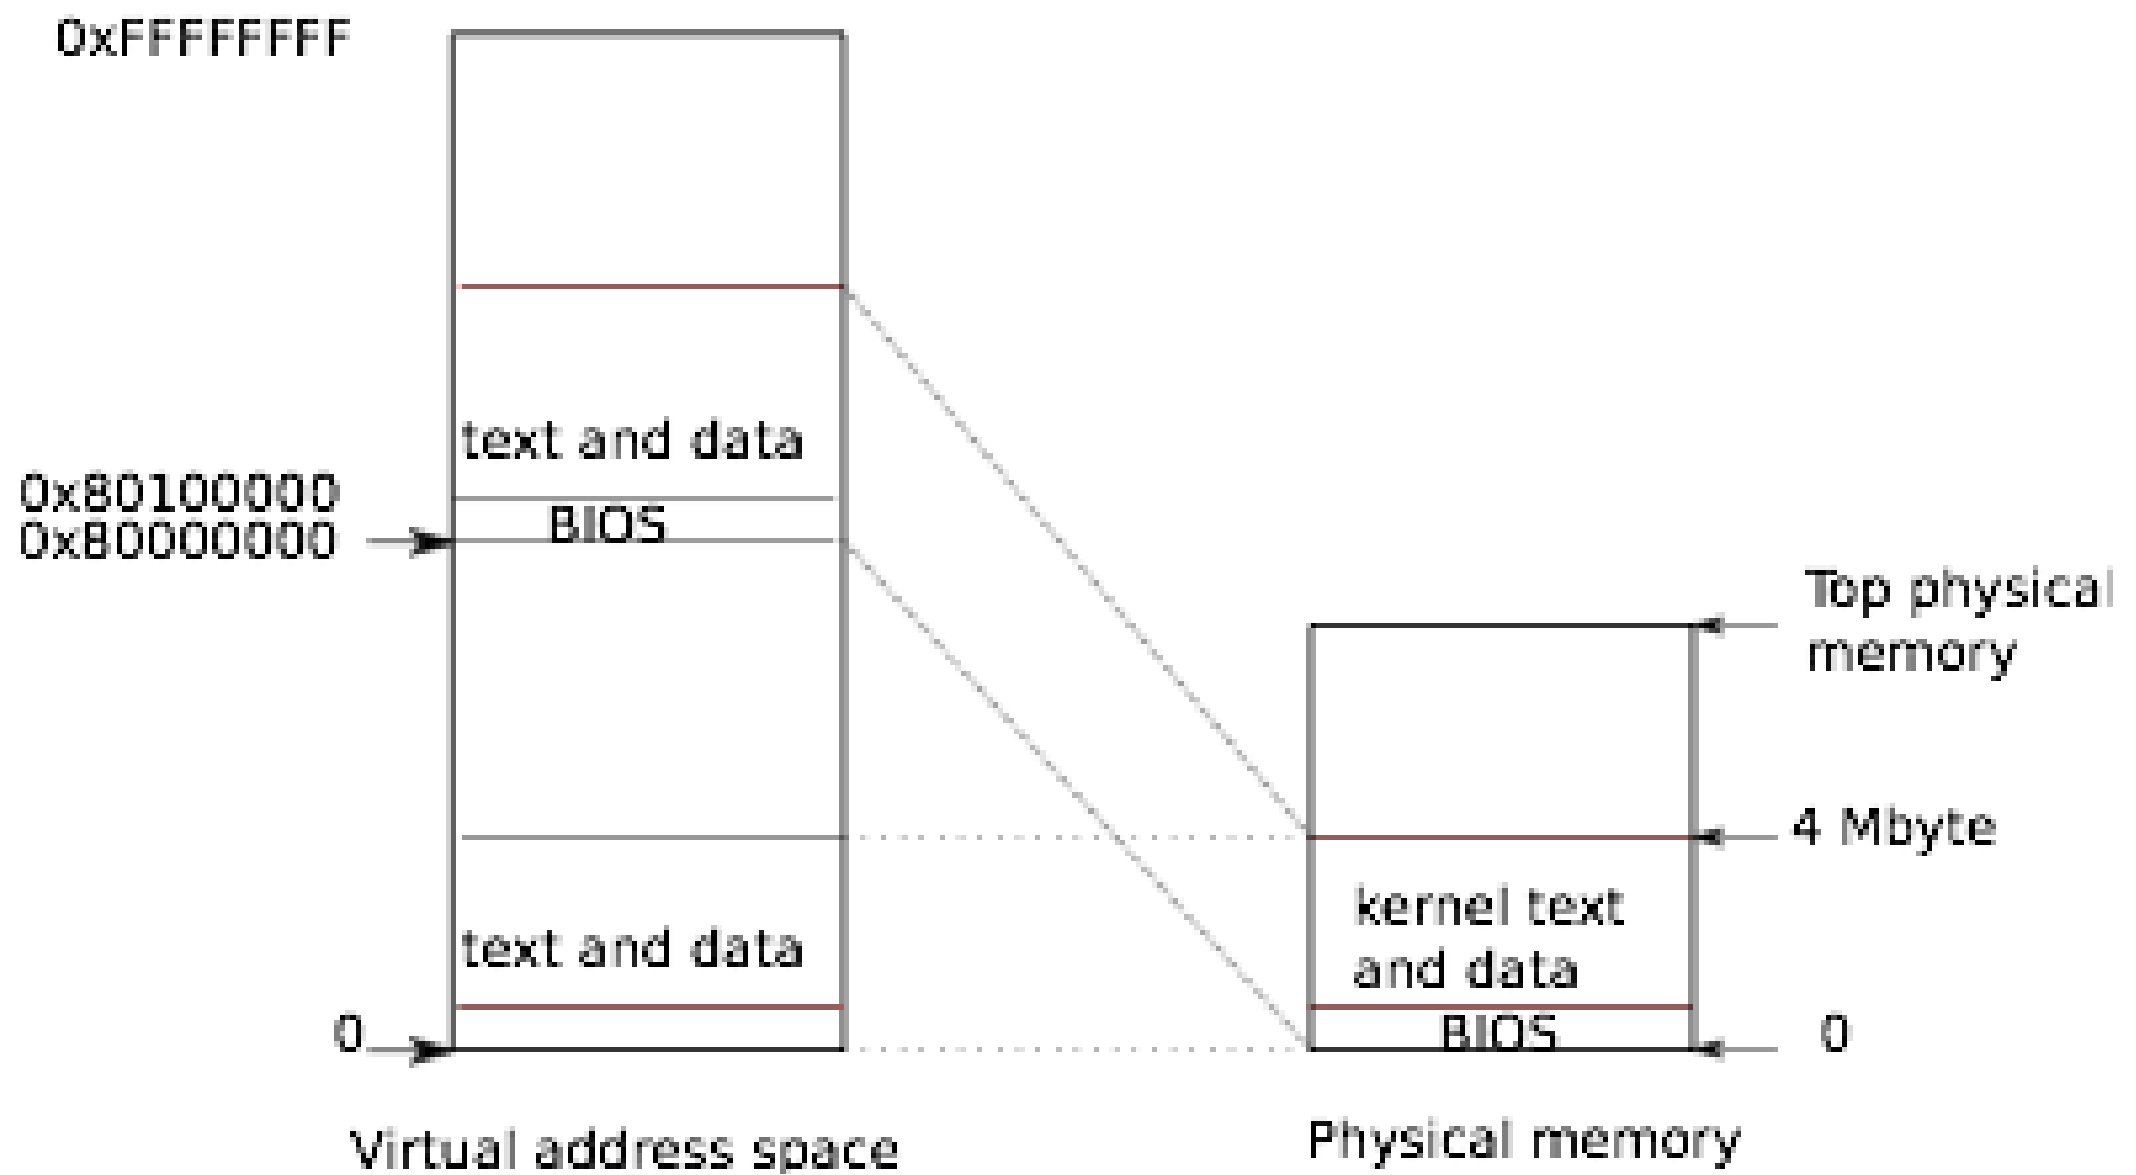 0xFFFFFFFF
text and data
0x80100000
BIOS
0x80000000
Top physical
memory
4 Mbyte
kernel text
and data
text and data
BIOS
0
0
Virtual address space
Physical memory